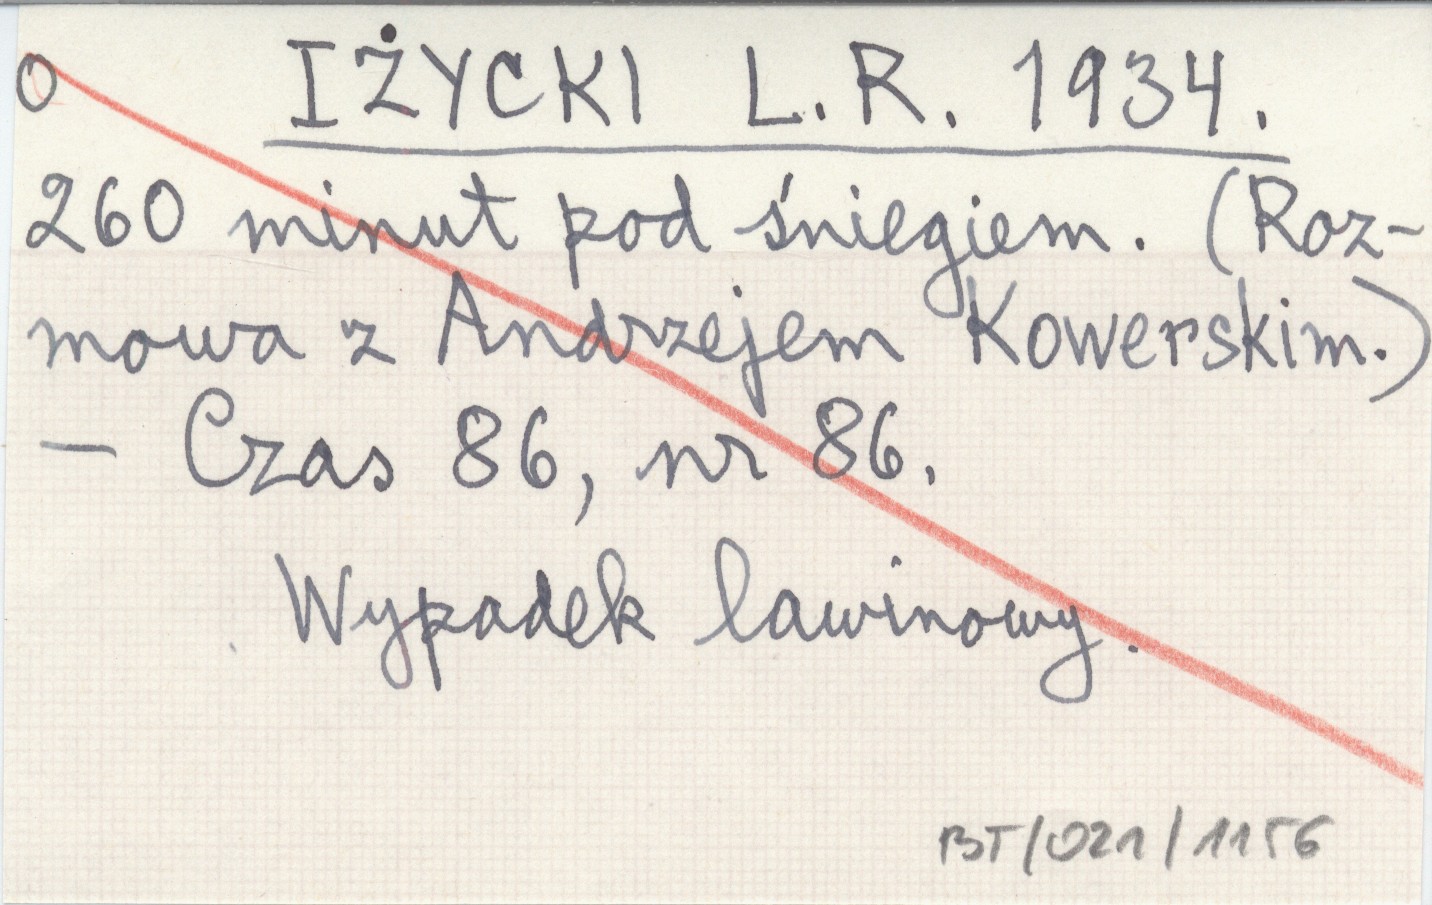 O IŻYCKI L. R. 1934.
260 minut pod śniegiem. (Roz-
mowa z Andrzejem Kowerskim.)
— Czas 86, nr 86.
Wypadek lawinowy.
BT/021/1156